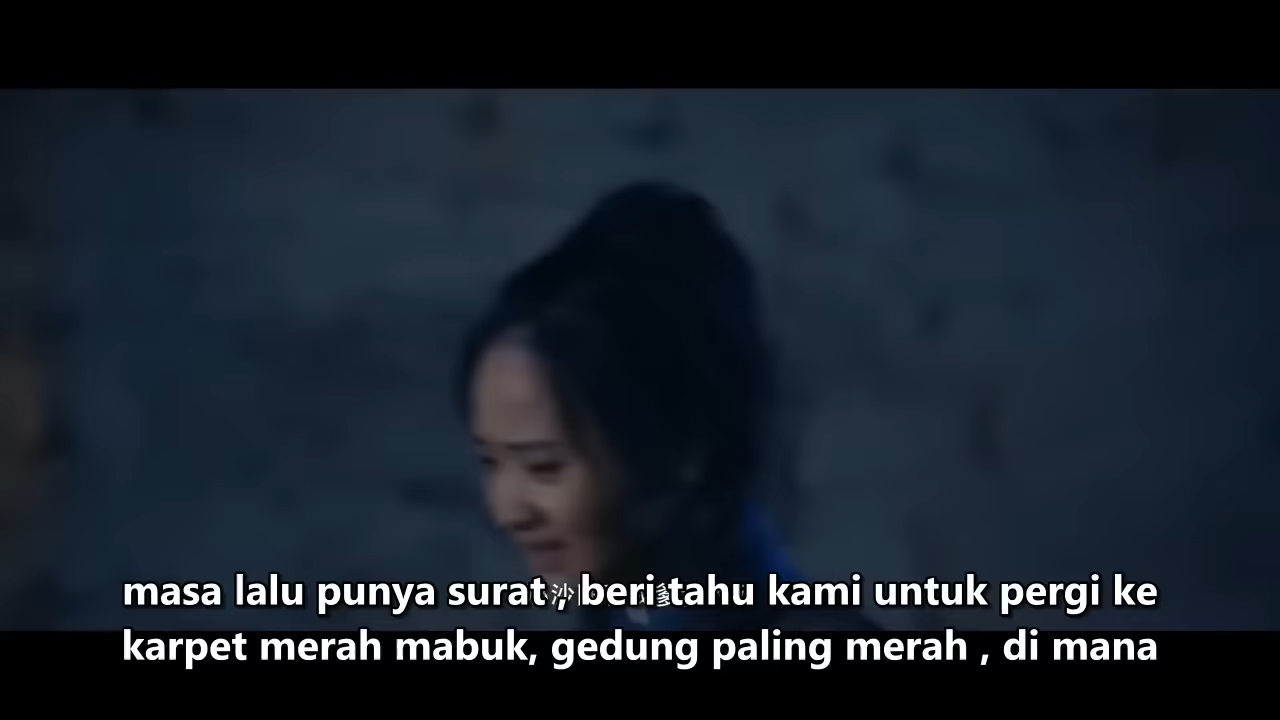 masa lalu punya surat , beri tahu kami untuk pergi ke
karpet merah mabuk, gedung paling merah , di mana